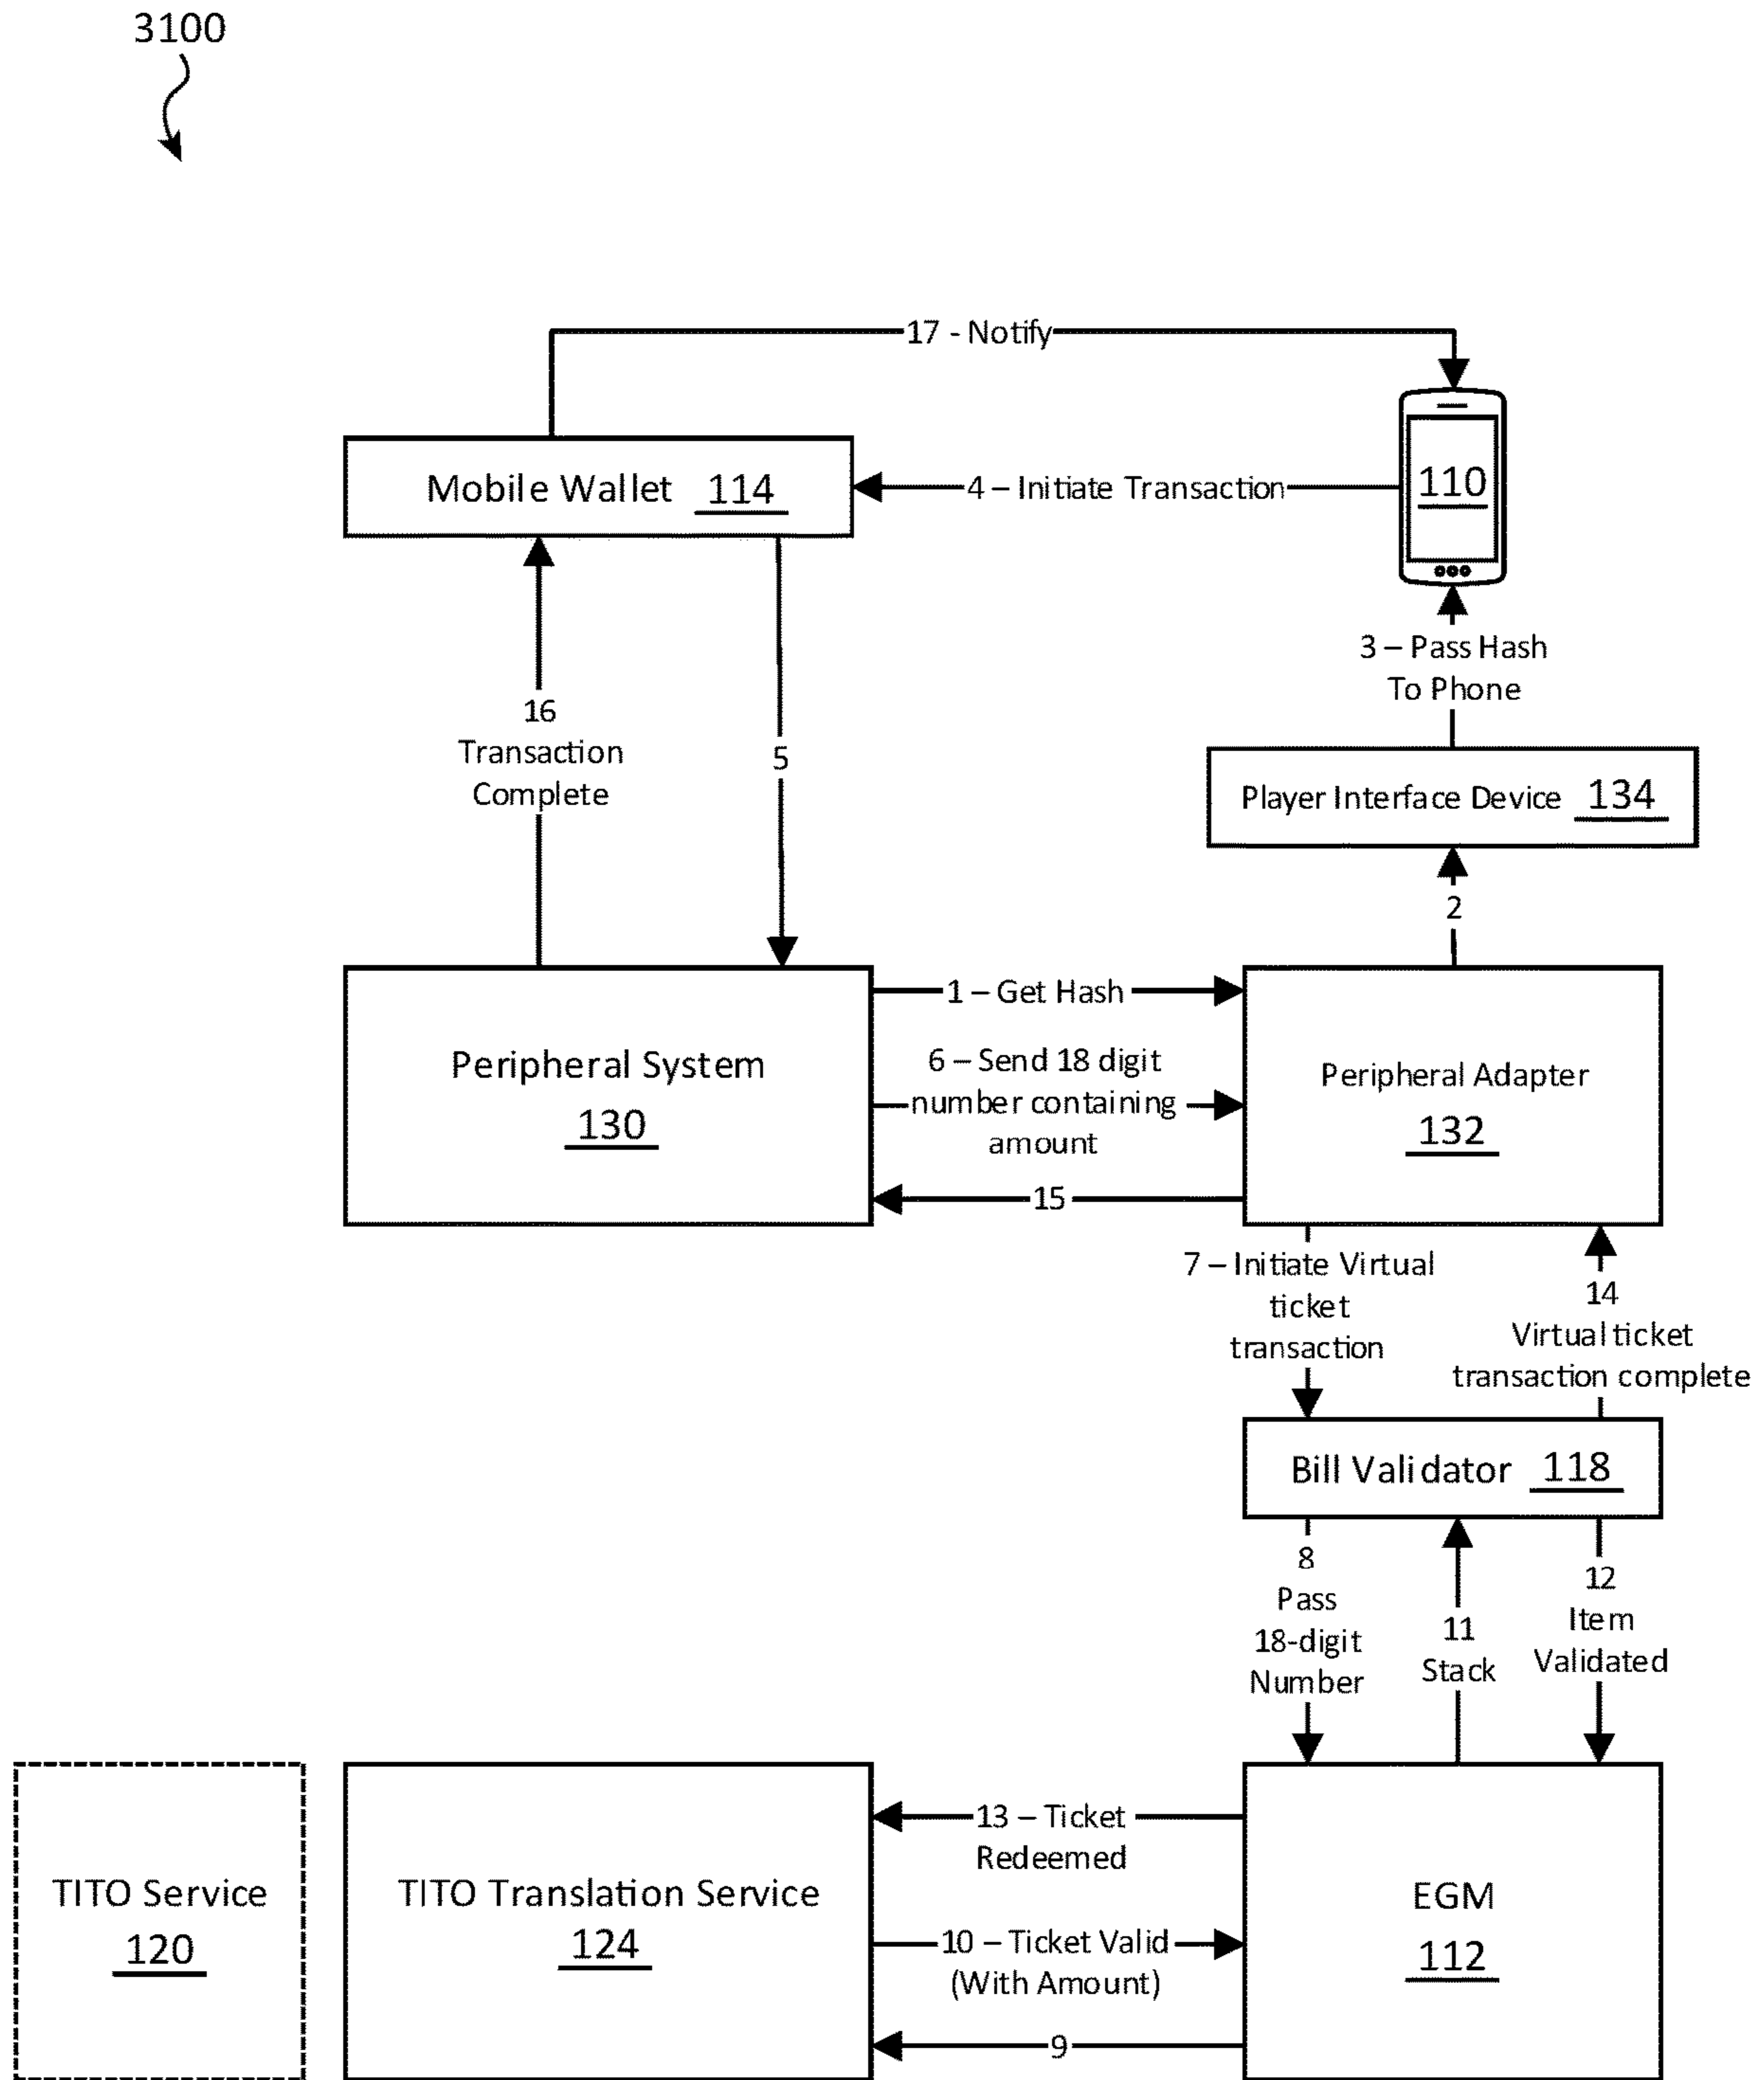 3100
17 - Notify
Mobile Wallet 114
4 – Initiate Transaction
110
3 – Pass Hash
To Phone
16
Transaction
Complete
5
Player Interface Device 134
2
Peripheral System
130
1 – Get Hash
6 – Send 18 digit
number containing
amount
15
Peripheral Adapter
132
7 – Initiate Virtual
ticket
transaction
14
Virtual ticket
transaction complete
Bill Validator 118
8
Pass
18-digit
Number
11
Stack
12
Item
Validated
TITO Service
120
TITO Translation Service
124
13 – Ticket
Redeemed
10 – Ticket Valid
(With Amount)
9
EGM
112